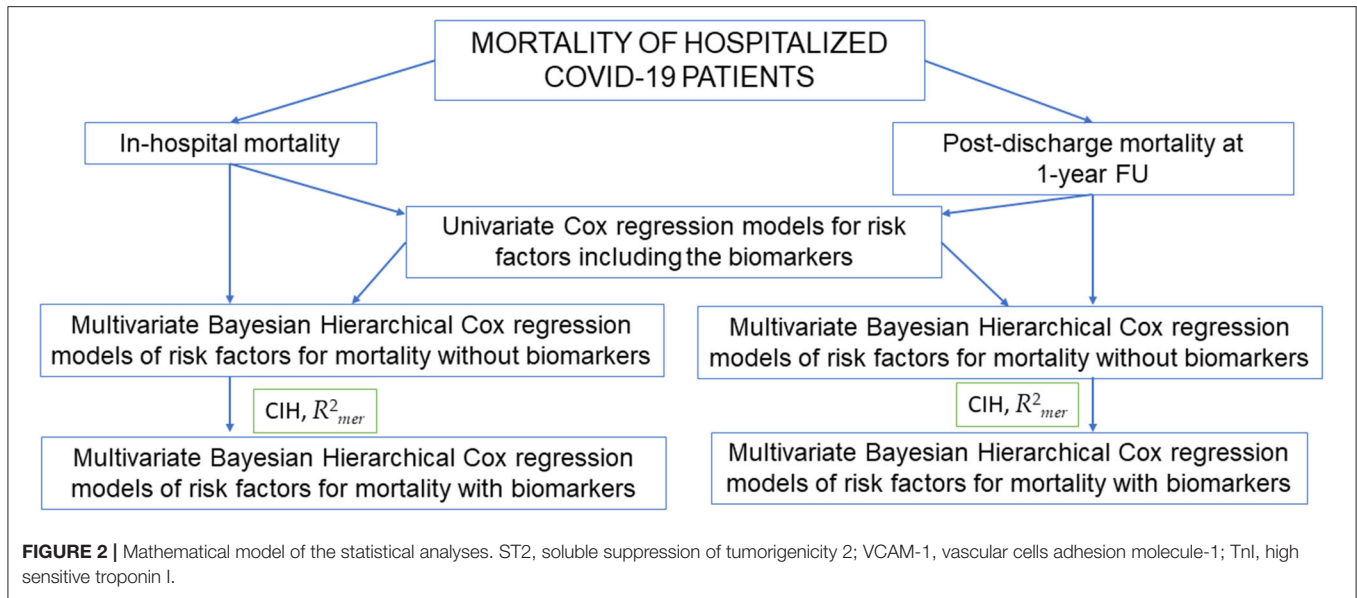 MORTALITY OF HOSPITALIZED
COVID-19 PATIENTS
In-hospital mortality
Post-discharge mortality at
1-year FU
Univariate Cox regression models for risk
factors including the biomarkers
Multivariate Bayesian Hierarchical Cox regression
models of risk factors for mortality without biomarkers
Multivariate Bayesian Hierarchical Cox regression
models of risk factors for mortality without biomarkers
CIH, R²mer
CIH, R²mer
Multivariate Bayesian Hierarchical Cox regression
models of risk factors for mortality with biomarkers
Multivariate Bayesian Hierarchical Cox regression
models of risk factors for mortality with biomarkers
FIGURE 2 | Mathematical model of the statistical analyses. ST2, soluble suppression of tumorigenicity 2; VCAM-1, vascular cells adhesion molecule-1; TnI, high
sensitive troponin I.